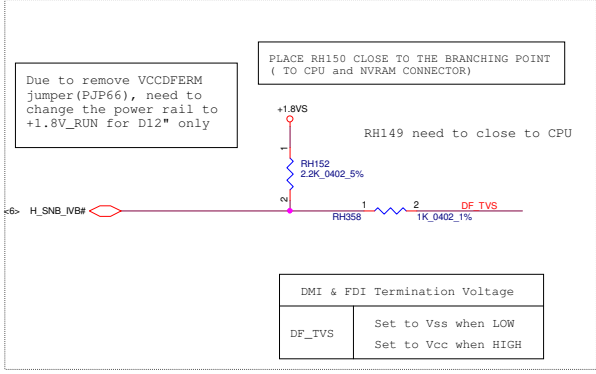 PLACE RH150 CLOSE TO THE BRANCHING POINT
( TO CPU and NVRAM CONNECTOR)
Due to remove VCCDFERM
jumper(PJP66), need to
change the power rail to
+1.8V_RUN for D12" only
+1.8VS
RH149 need to close to CPU
1
RH152
2.2K_0402_5%
2
<6> H_SNB_IVB#
1 2 DF_TVS
RH358 1K_0402_1%
DMI & FDI Termination Voltage
DF_TVS
Set to Vss when LOW
Set to Vcc when HIGH